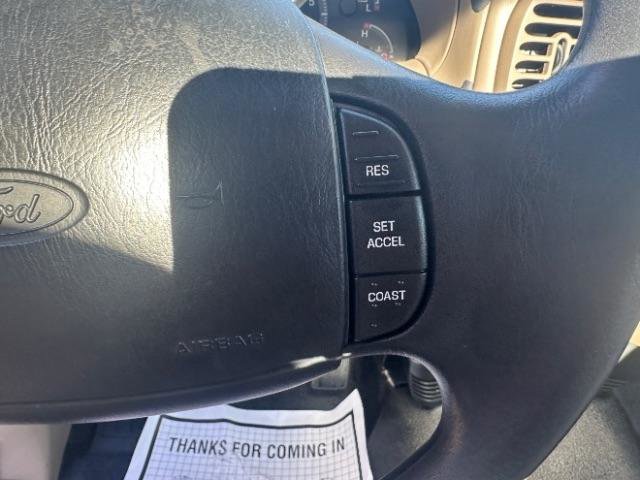 H
RES
SET
ACCEL
Ford
COAST
AIRBAG
THANKS FOR COMING IN